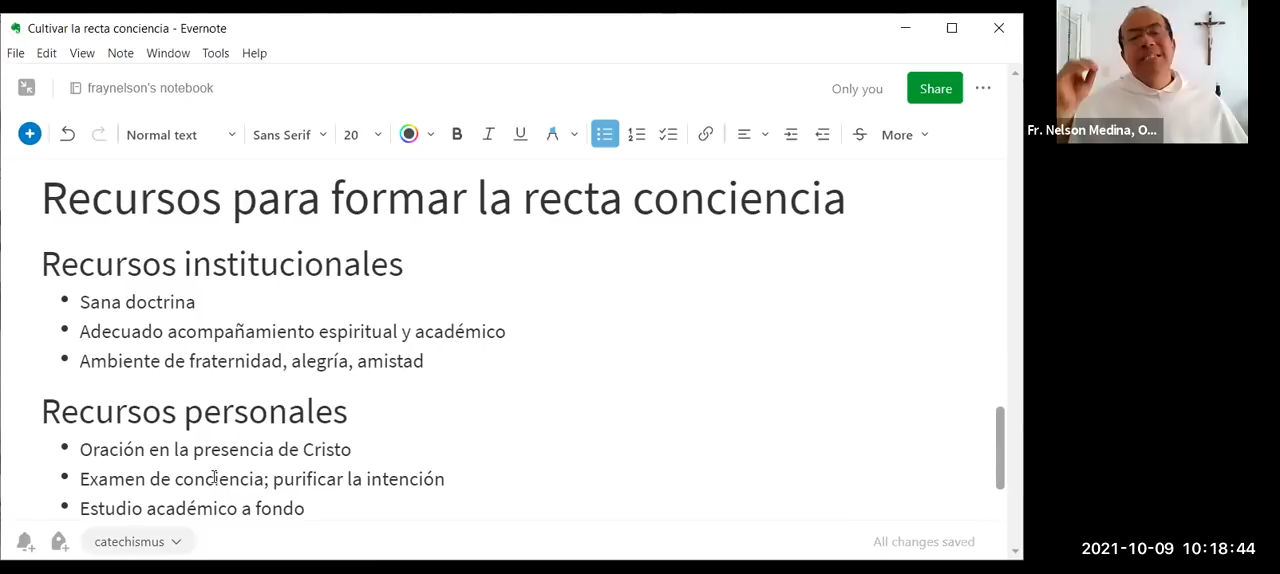 Cultivar la recta conciencia - Evernote
File Edit View Note Window Tools Help
fraynelson's notebook
Only you
Share
Normal text
Sans Serif
20
B I U
More
Recursos para formar la recta conciencia
Recursos institucionales
• Sana doctrina
• Adecuado acompañamiento espiritual y académico
• Ambiente de fraternidad, alegría, amistad
Recursos personales
• Oración en la presencia de Cristo
• Examen de conciencia; purificar la intención
• Estudio académico a fondo
catechismus
All changes saved
Fr. Nelson Medina, O...
2021-10-09 10:18:44